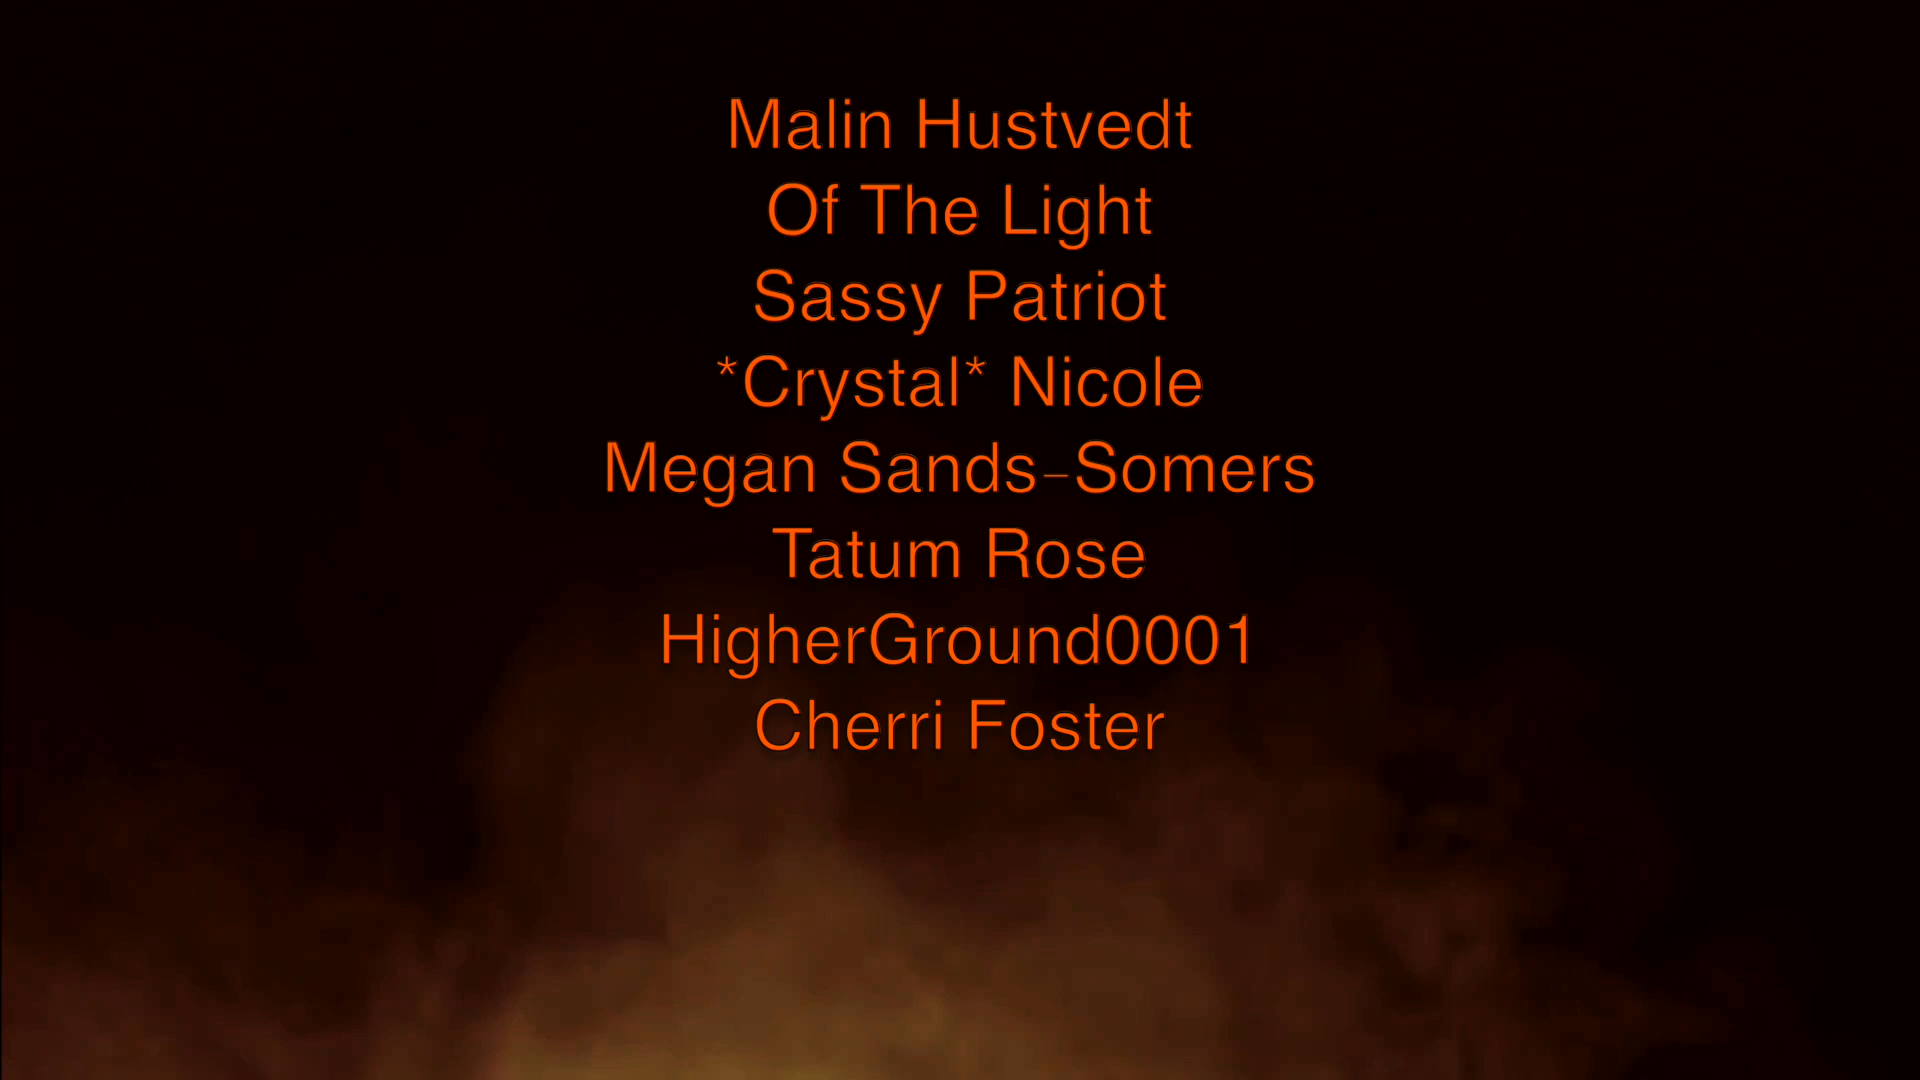 Malin Hustvedt
Of The Light
Sassy Patriot
*Crystal* Nicole
Megan Sands-Somers
Tatum Rose
HigherGround0001
Cherri Foster